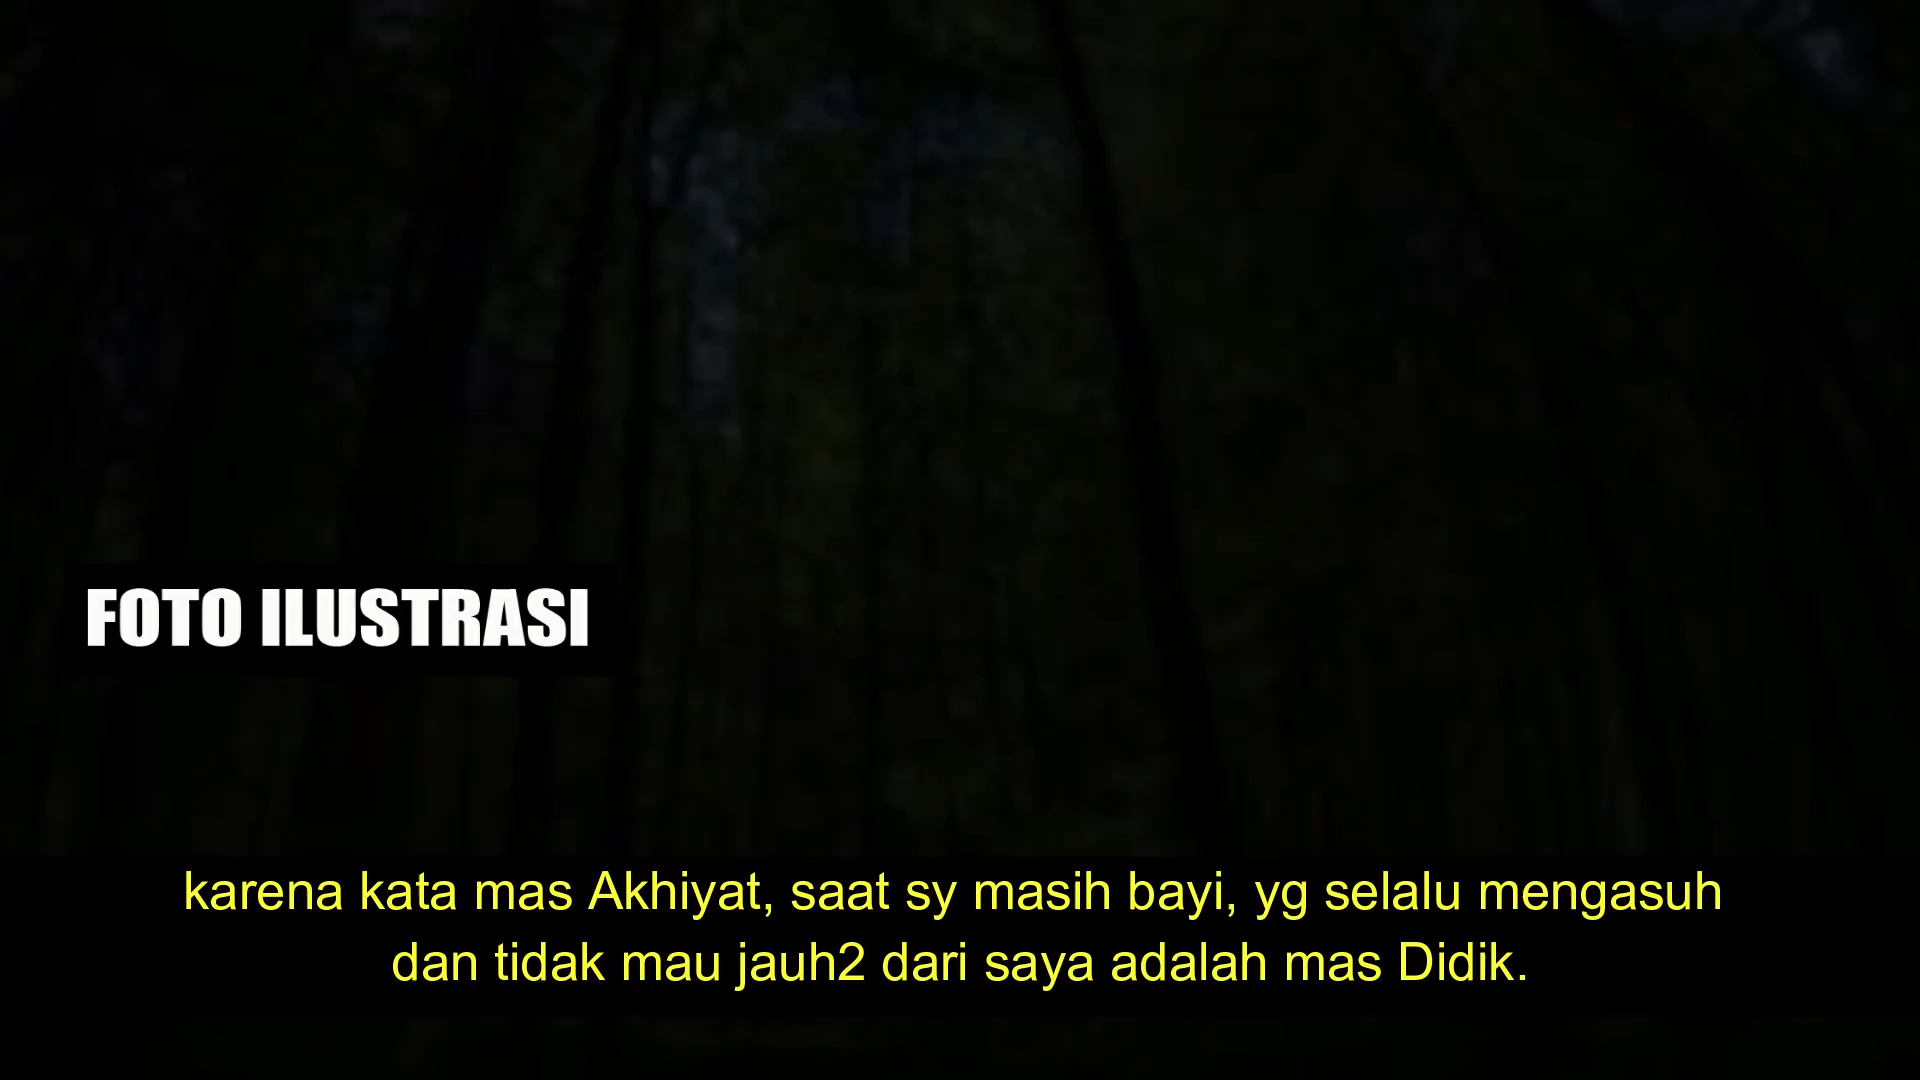 FOTO ILUSTRASI
karena kata mas Akhiyat, saat sy masih bayi, yg selalu mengasuh
dan tidak mau jauh2 dari saya adalah mas Didik.